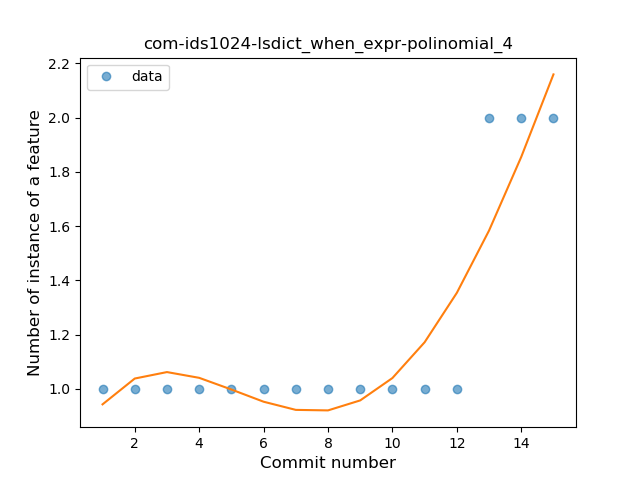 com-ids1024-lsdict_when_expr-polinomial_4
data
Number of instance of a feature
2.2
2.0
1.8
1.6
1.4
1.2
1.0
2 4 6 8 10 12 14
Commit number